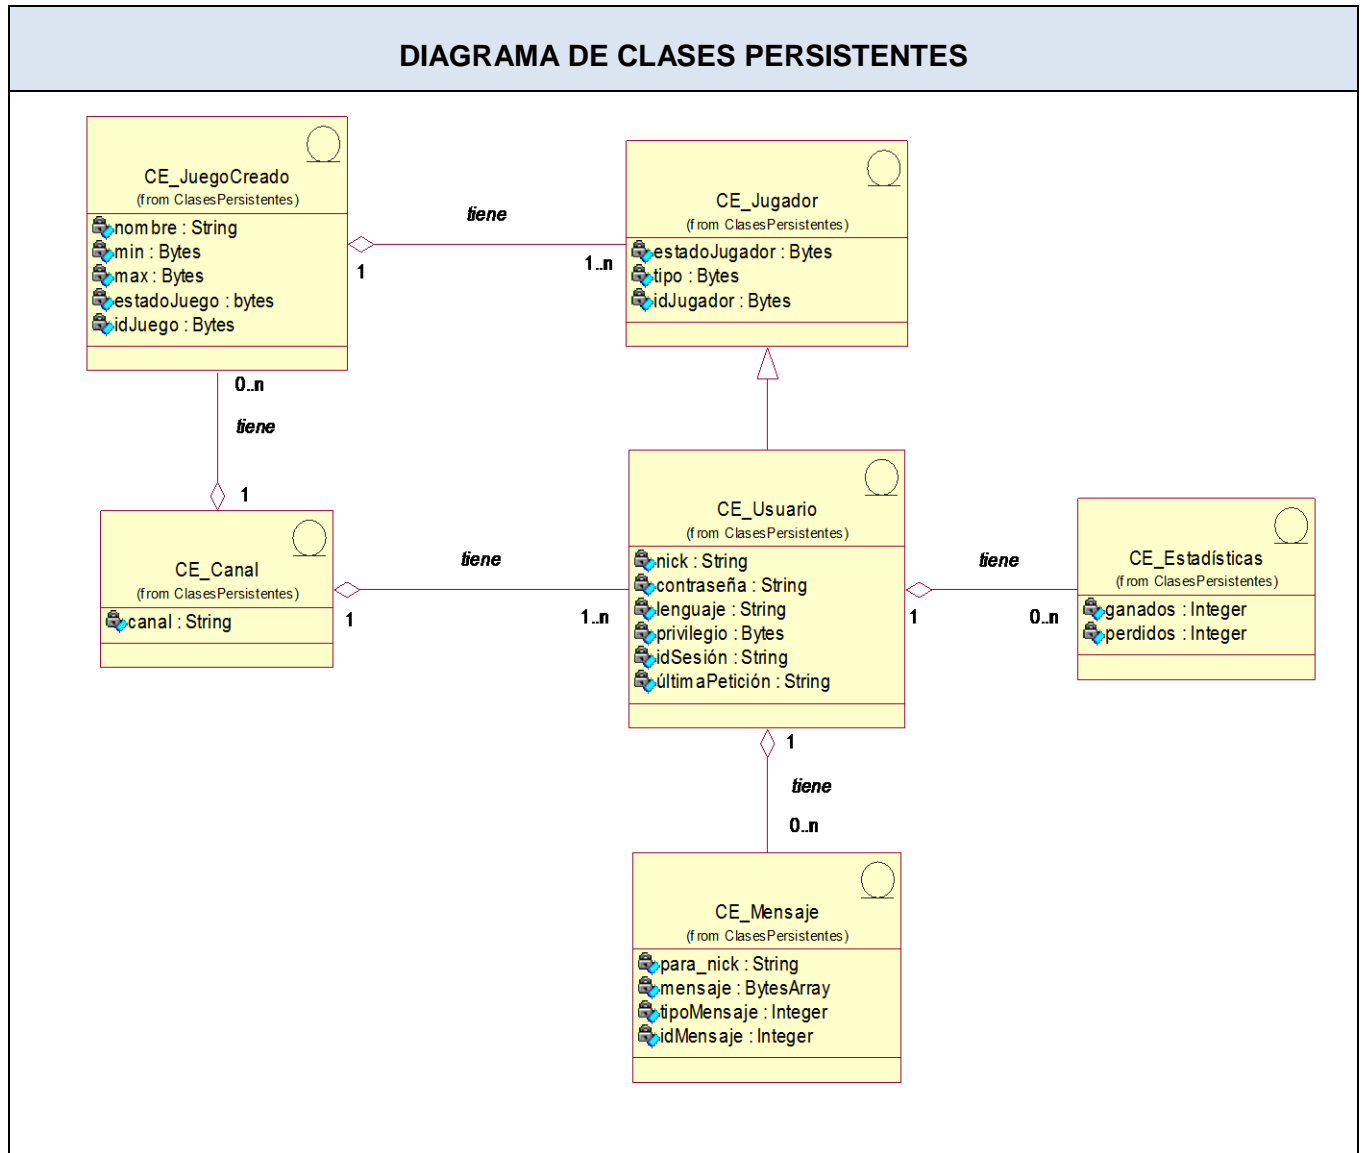 DIAGRAMA DE CLASES PERSISTENTES
CE_JuegoCreado
(from ClasesPersistentes)
nombre : String
min : Bytes
max : Bytes
estadoJuego : bytes
idJuego : Bytes
tiene
1
1..n
CE_Jugador
(from ClasesPersistentes)
estadoJugador : Bytes
tipo : Bytes
idJugador : Bytes
0..n
tiene
1
CE_Canal
(from ClasesPersistentes)
canal : String
tiene
1
1..n
CE_Usuario
(from ClasesPersistentes)
nick : String
contraseña : String
lenguaje : String
privilegio : Bytes
idSesión : String
últimaPetición : String
tiene
1
0..n
CE_Estadísticas
(from ClasesPersistentes)
ganados : Integer
perdidos : Integer
1
tiene
0..n
CE_Mensaje
(from ClasesPersistentes)
para_nick : String
mensaje : BytesArray
tipoMensaje : Integer
idMensaje : Integer